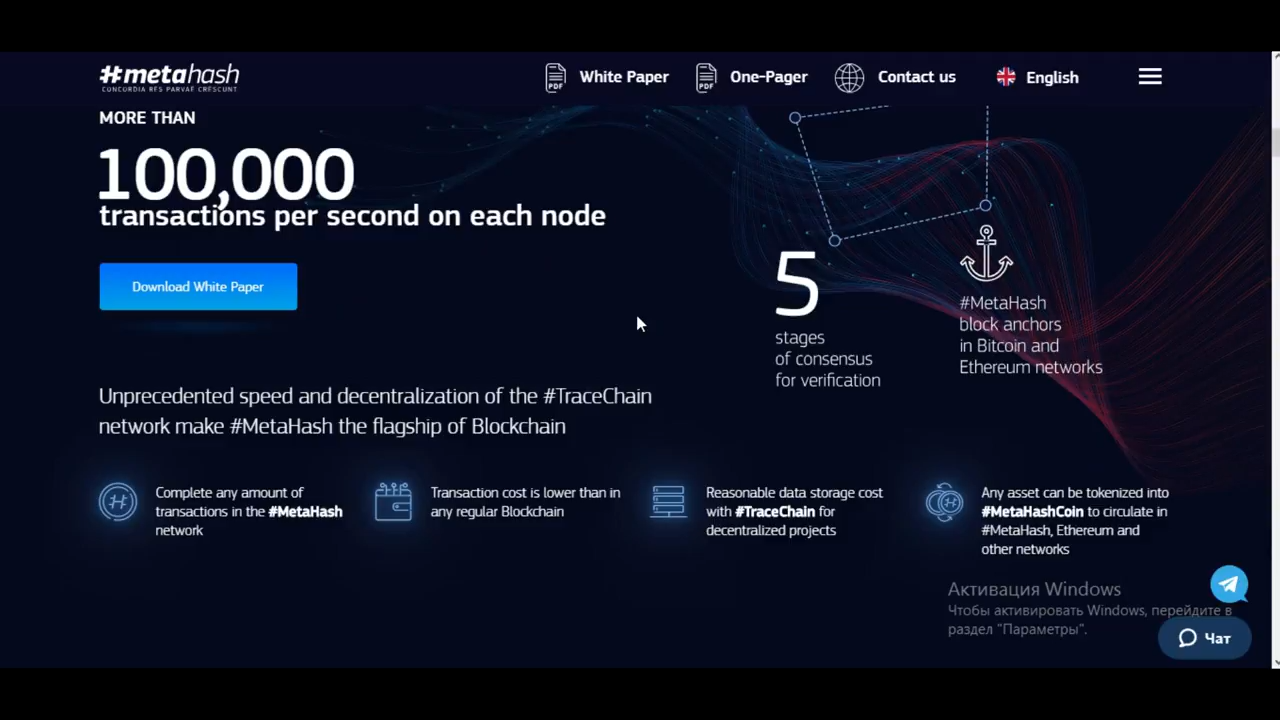 #metahash
CONCORDIA RES PARVAE CRESCUNT
PDF White Paper
PDF One-Pager
Contact us
English
MORE THAN
100,000
transactions per second on each node
Download White Paper
5
stages
of consensus
for verification
#MetaHash
block anchors
in Bitcoin and
Ethereum networks
Unprecedented speed and decentralization of the #TraceChain
network make #MetaHash the flagship of Blockchain
Complete any amount of
transactions in the #MetaHash
network
Transaction cost is lower than in
any regular Blockchain
Reasonable data storage cost
with #TraceChain for
decentralized projects
Any asset can be tokenized into
#MetaHashCoin to circulate in
#MetaHash, Ethereum and
other networks
Активация Windows
Чтобы активировать Windows, перейдите в
раздел "Параметры".
Чат